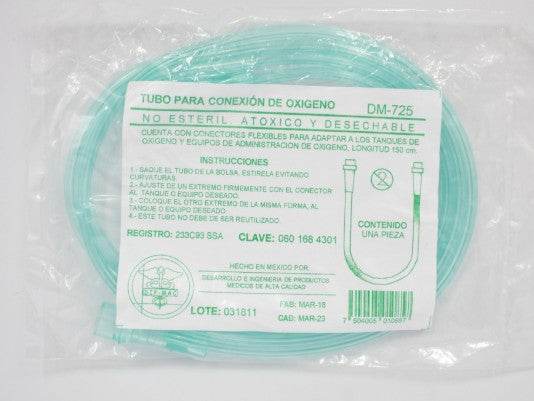 TUBO PARA CONEXIÓN DE OXIGENO DM-725
NO ESTERIL, ATOXICO Y DESECHABLE
CUENTA CON CONECTORES FLEXIBLES PARA ADAPTAR A LOS TANQUES DE
OXIGENO Y EQUIPOS DE ADMINISTRACION DE OXIGENO, LONGITUD 150 cm.
INSTRUCCIONES
1.- SAQUE EL TUBO DE LA BOLSA, ESTIRELA EVITANDO
CURVATURAS.
2.- AJUSTE DE UN EXTREMO FIRMEMENTE CON EL CONECTOR
AL TANQUE O EQUIPO DESEADO.
3.- COLOQUE EL OTRO EXTREMO DE LA MISMA FORMA, AL
TANQUE O EQUIPO DESEADO.
4.- ESTE TUBO NO DEBE DE SER REUTILIZADO.
CONTENIDO
UNA PIEZA
REGISTRO: 233C93 SSA CLAVE: 060 168 4301
HECHO EN MEXICO POR:
DESARROLLO E INGENIERIA DE PRODUCTOS
MEDICOS DE ALTA CALIDAD
DIP-MAC
LOTE: 031811
FAB: MAR-18
CAD: MAR-23
7 504005 010687